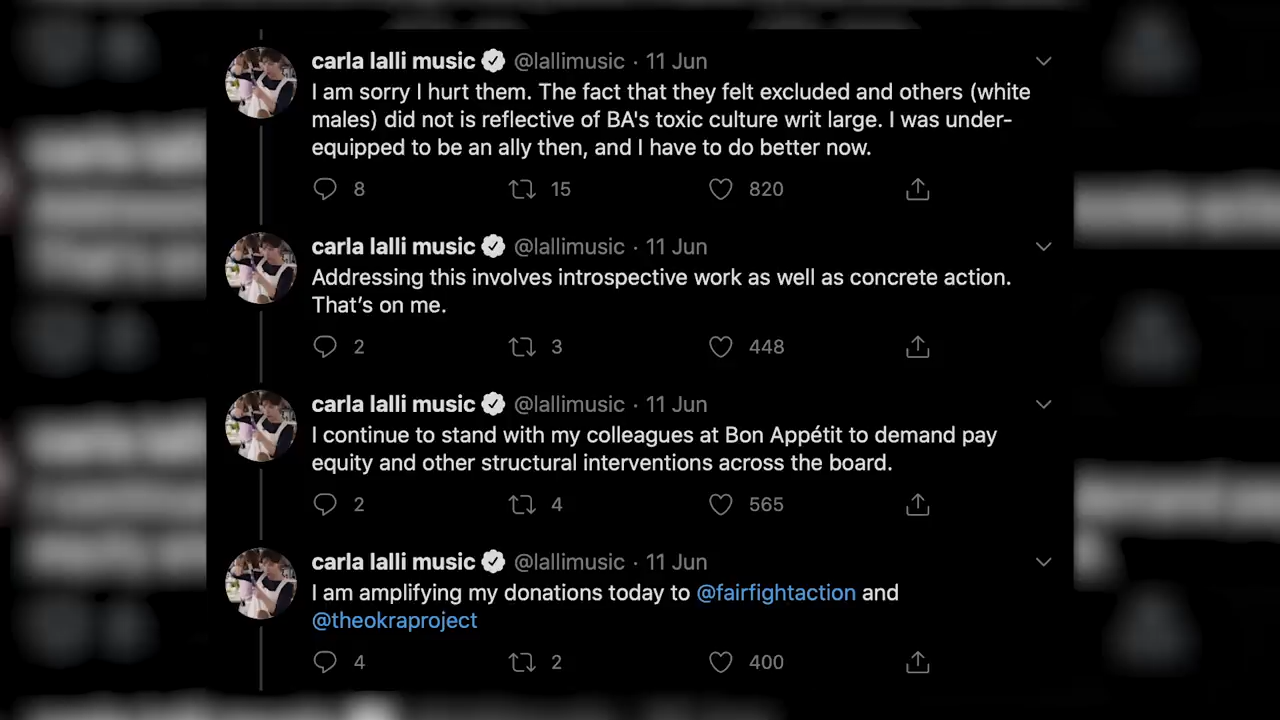 carla lalli music @lallimusic · 11 Jun
I am sorry I hurt them. The fact that they felt excluded and others (white
males) did not is reflective of BA's toxic culture writ large. I was under-
equipped to be an ally then, and I have to do better now.
8 15 820
carla lalli music @lallimusic · 11 Jun
Addressing this involves introspective work as well as concrete action.
That’s on me.
2 3 448
carla lalli music @lallimusic · 11 Jun
I continue to stand with my colleagues at Bon Appétit to demand pay
equity and other structural interventions across the board.
2 4 565
carla lalli music @lallimusic · 11 Jun
I am amplifying my donations today to @fairfightaction and
@theokraproject
4 2 400